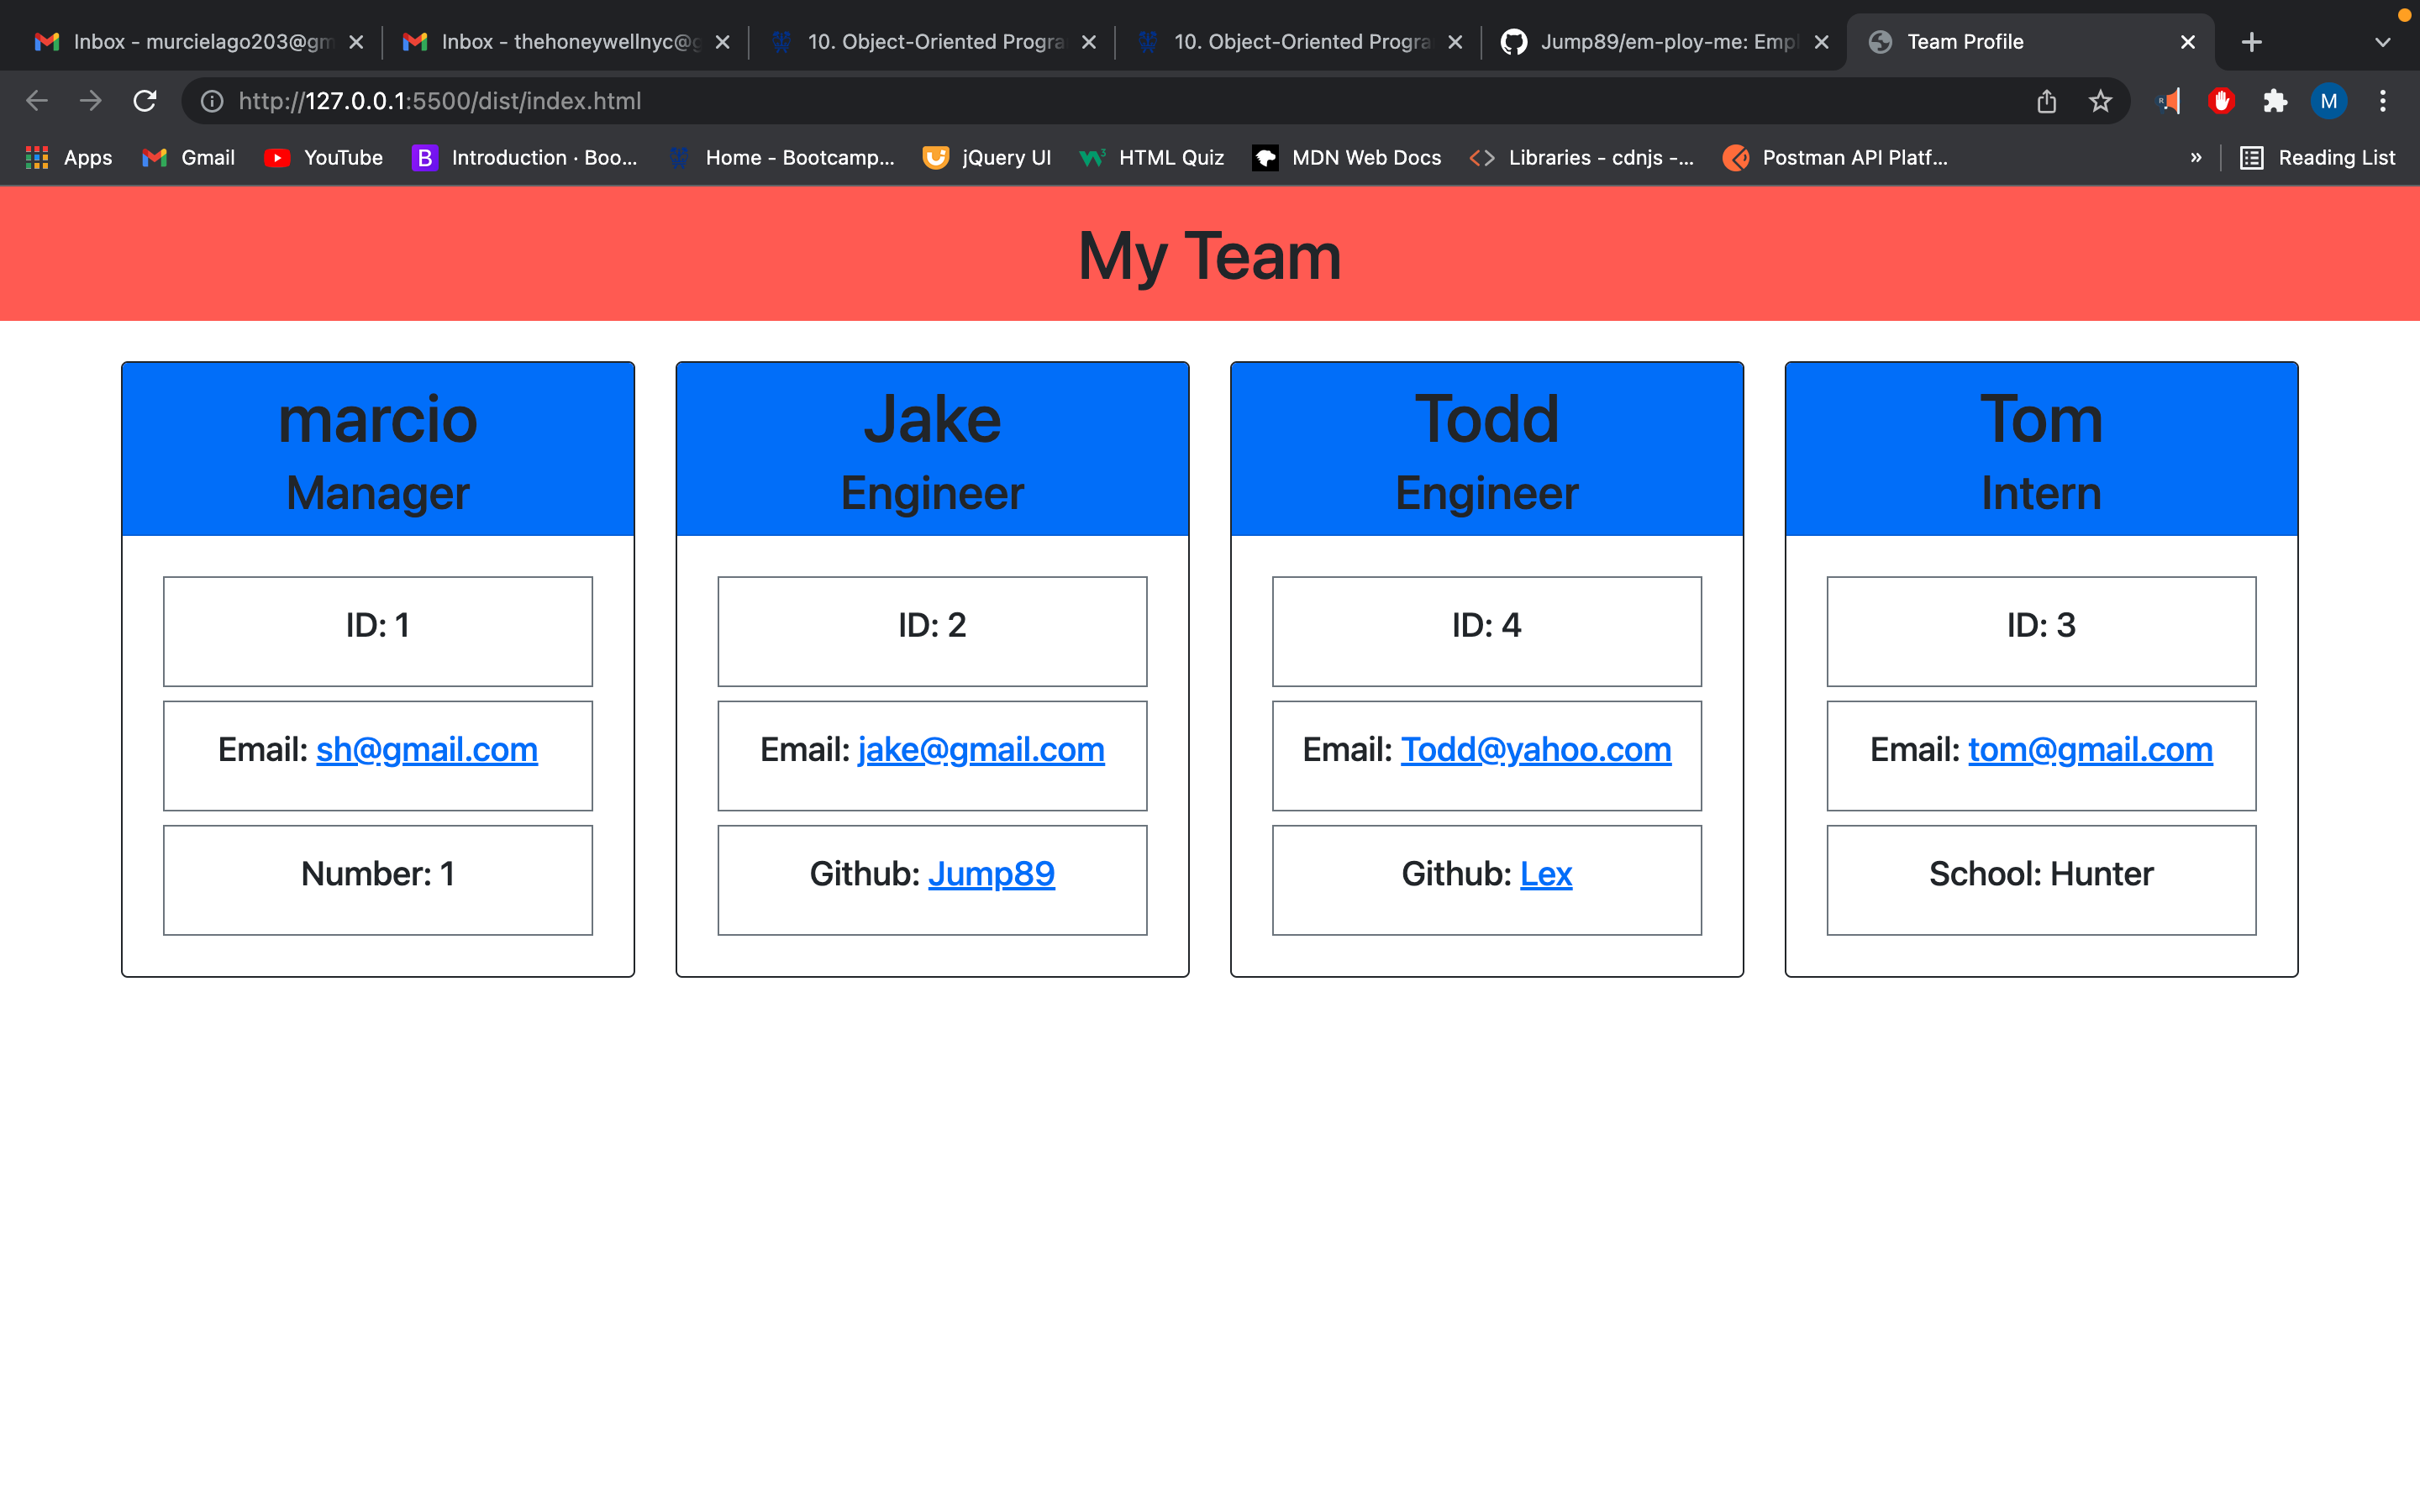 Inbox - murcielago203@gm
Inbox - thehoneywellnyc@g
10. Object-Oriented Progra
10. Object-Oriented Progra
Jump89/em-ploy-me: Empl
Team Profile
http://127.0.0.1:5500/dist/index.html
M
Apps
Gmail
YouTube
B
Introduction · Boo...
Home - Bootcamp...
jQuery UI
HTML Quiz
MDN Web Docs
Libraries - cdnjs -...
Postman API Platf...
»
Reading List
My Team
marcio
Manager
ID: 1
Email: sh@gmail.com
Number: 1
Jake
Engineer
ID: 2
Email: jake@gmail.com
Github: Jump89
Todd
Engineer
ID: 4
Email: Todd@yahoo.com
Github: Lex
Tom
Intern
ID: 3
Email: tom@gmail.com
School: Hunter